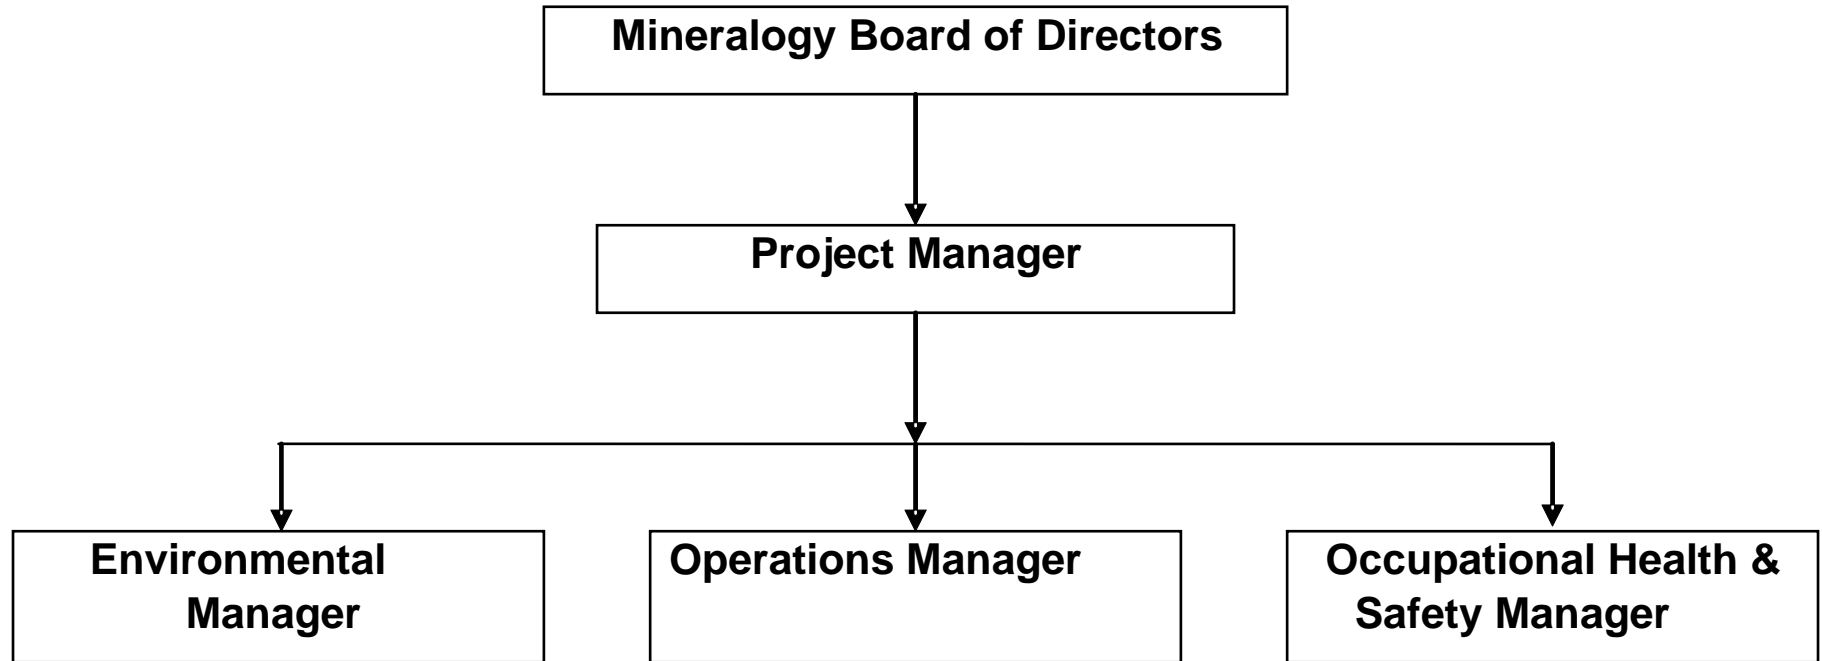 Mineralogy Board of Directors
Project Manager
Environmental
Manager
Operations Manager
Occupational Health &
Safety Manager